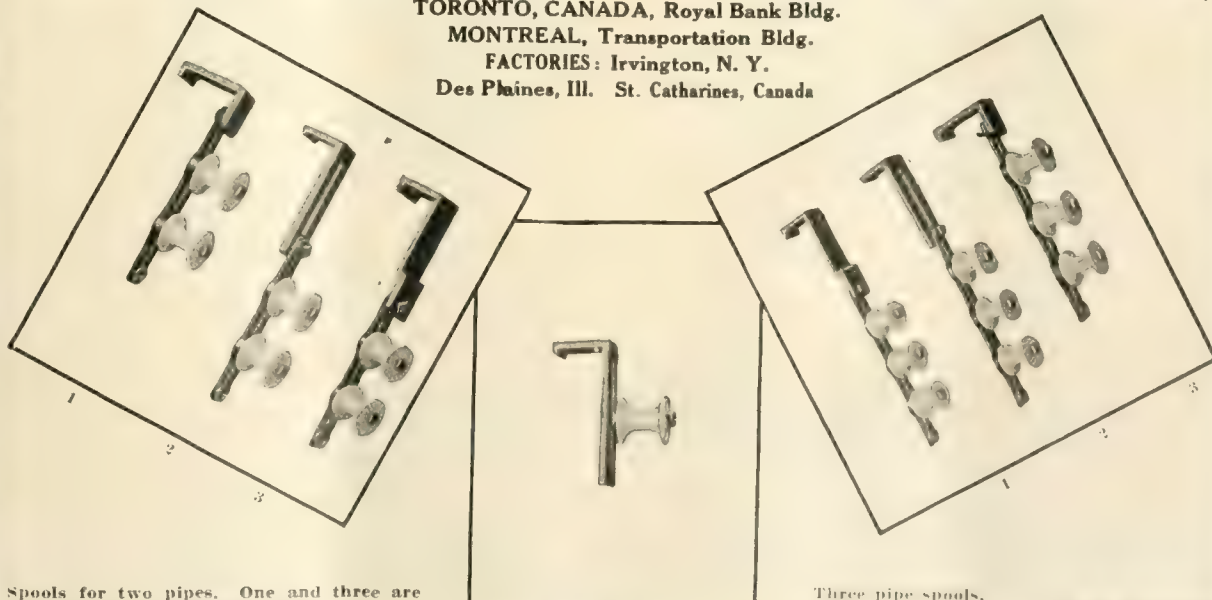 TORONTO, CANADA, Royal Bank Bldg.
MONTREAL, Transportation Bldg.
FACTORIES: Irvington, N. Y.
Des Plaines, Ill. St. Catharines, Canada
1
2
3
3
2
1
Spools for two pipes. One and three are
Three pipe spools.